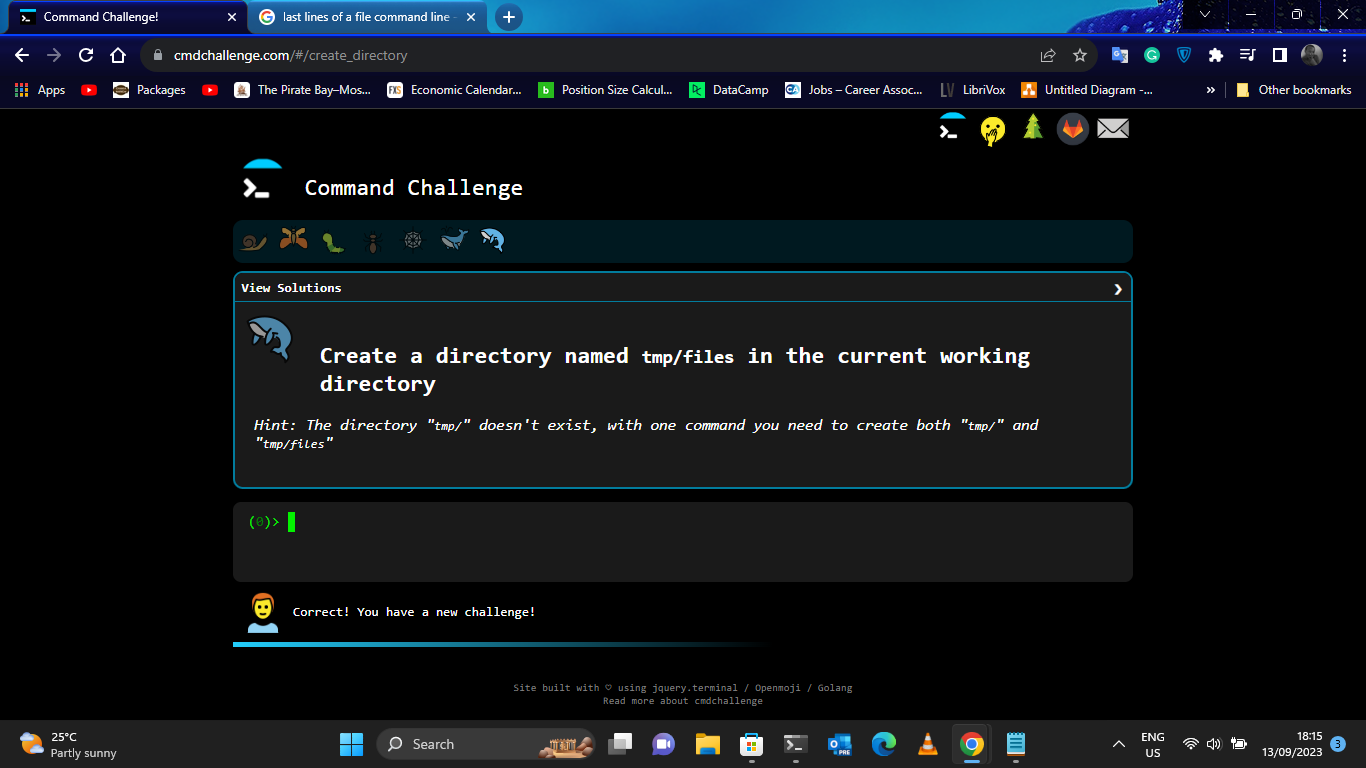 Command Challenge!
last lines of a file command line -
cmdchallenge.com/#/create_directory
Apps
Packages
The Pirate Bay–Mos...
Economic Calendar...
Position Size Calcul...
DataCamp
Jobs – Career Assoc...
LibriVox
Untitled Diagram -...
»
Other bookmarks
Command Challenge
View Solutions
Create a directory named tmp/files in the current working
directory
Hint: The directory "tmp/" doesn't exist, with one command you need to create both "tmp/" and
"tmp/files"
(0)>
Correct! You have a new challenge!
Site built with ♡ using jquery.terminal / Openmoji / Golang
Read more about cmdchallenge
25°C
Partly sunny
Search
PRE
ENG
US
18:15
13/09/2023
3